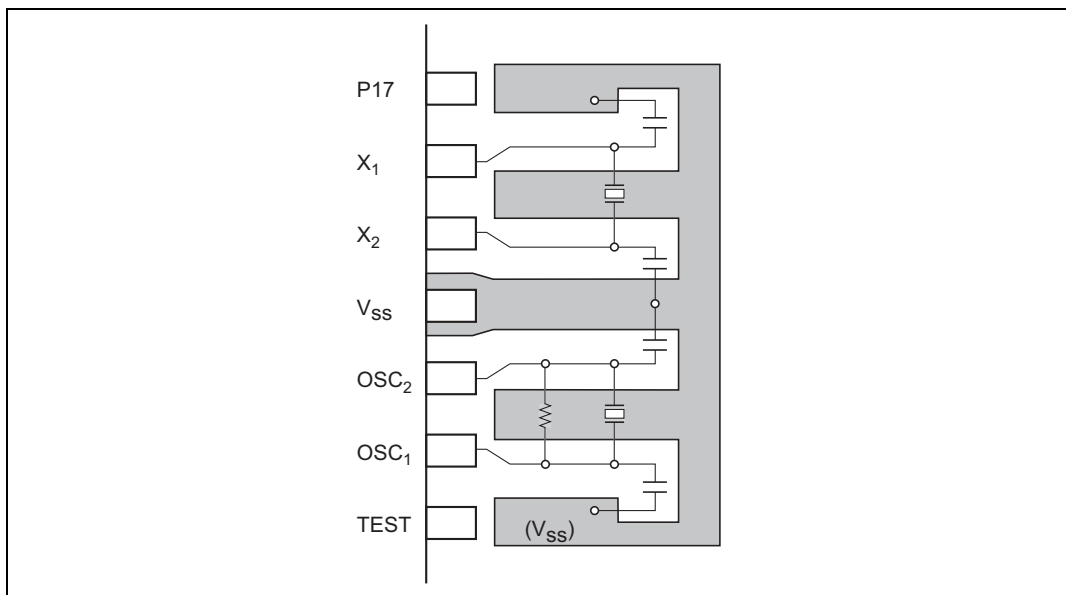 P17
X1
X2
Vss
OSC2
OSC1
TEST
(Vss)